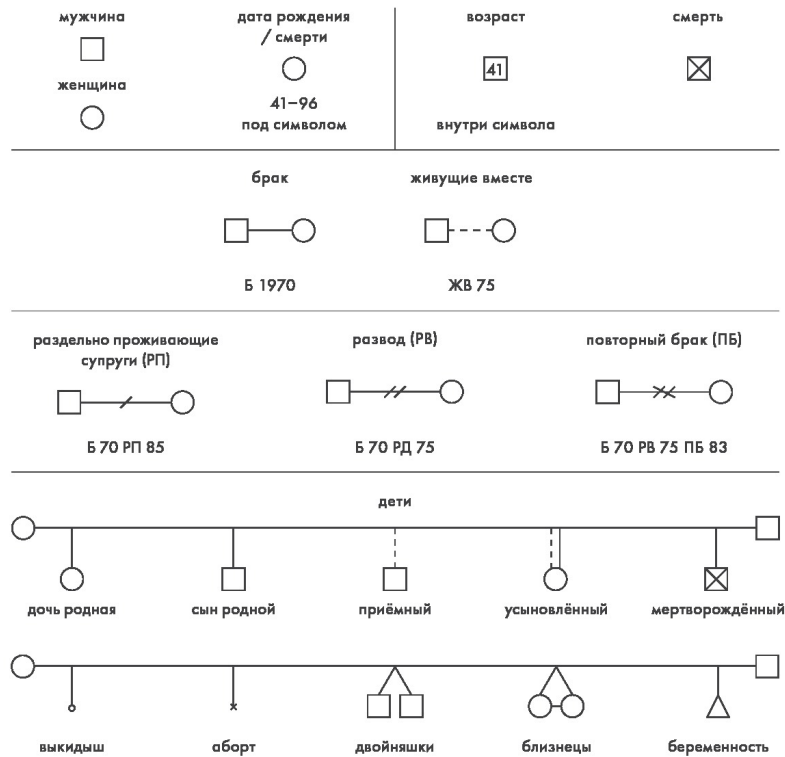 мужчина
женщина
дата рождения
/ смерти
41–96
под символом
возраст
41
внутри символа
смерть
брак
Б 1970
живущие вместе
ЖВ 75
раздельно проживающие
супруги (РП)
Б 70 РП 85
развод (РВ)
Б 70 РД 75
повторный брак (ПБ)
Б 70 РВ 75 ПБ 83
дети
дочь родная
сын родной
приёмный
усыновлённый
мертворождённый
выкидыш
аборт
двойняшки
близнецы
беременность